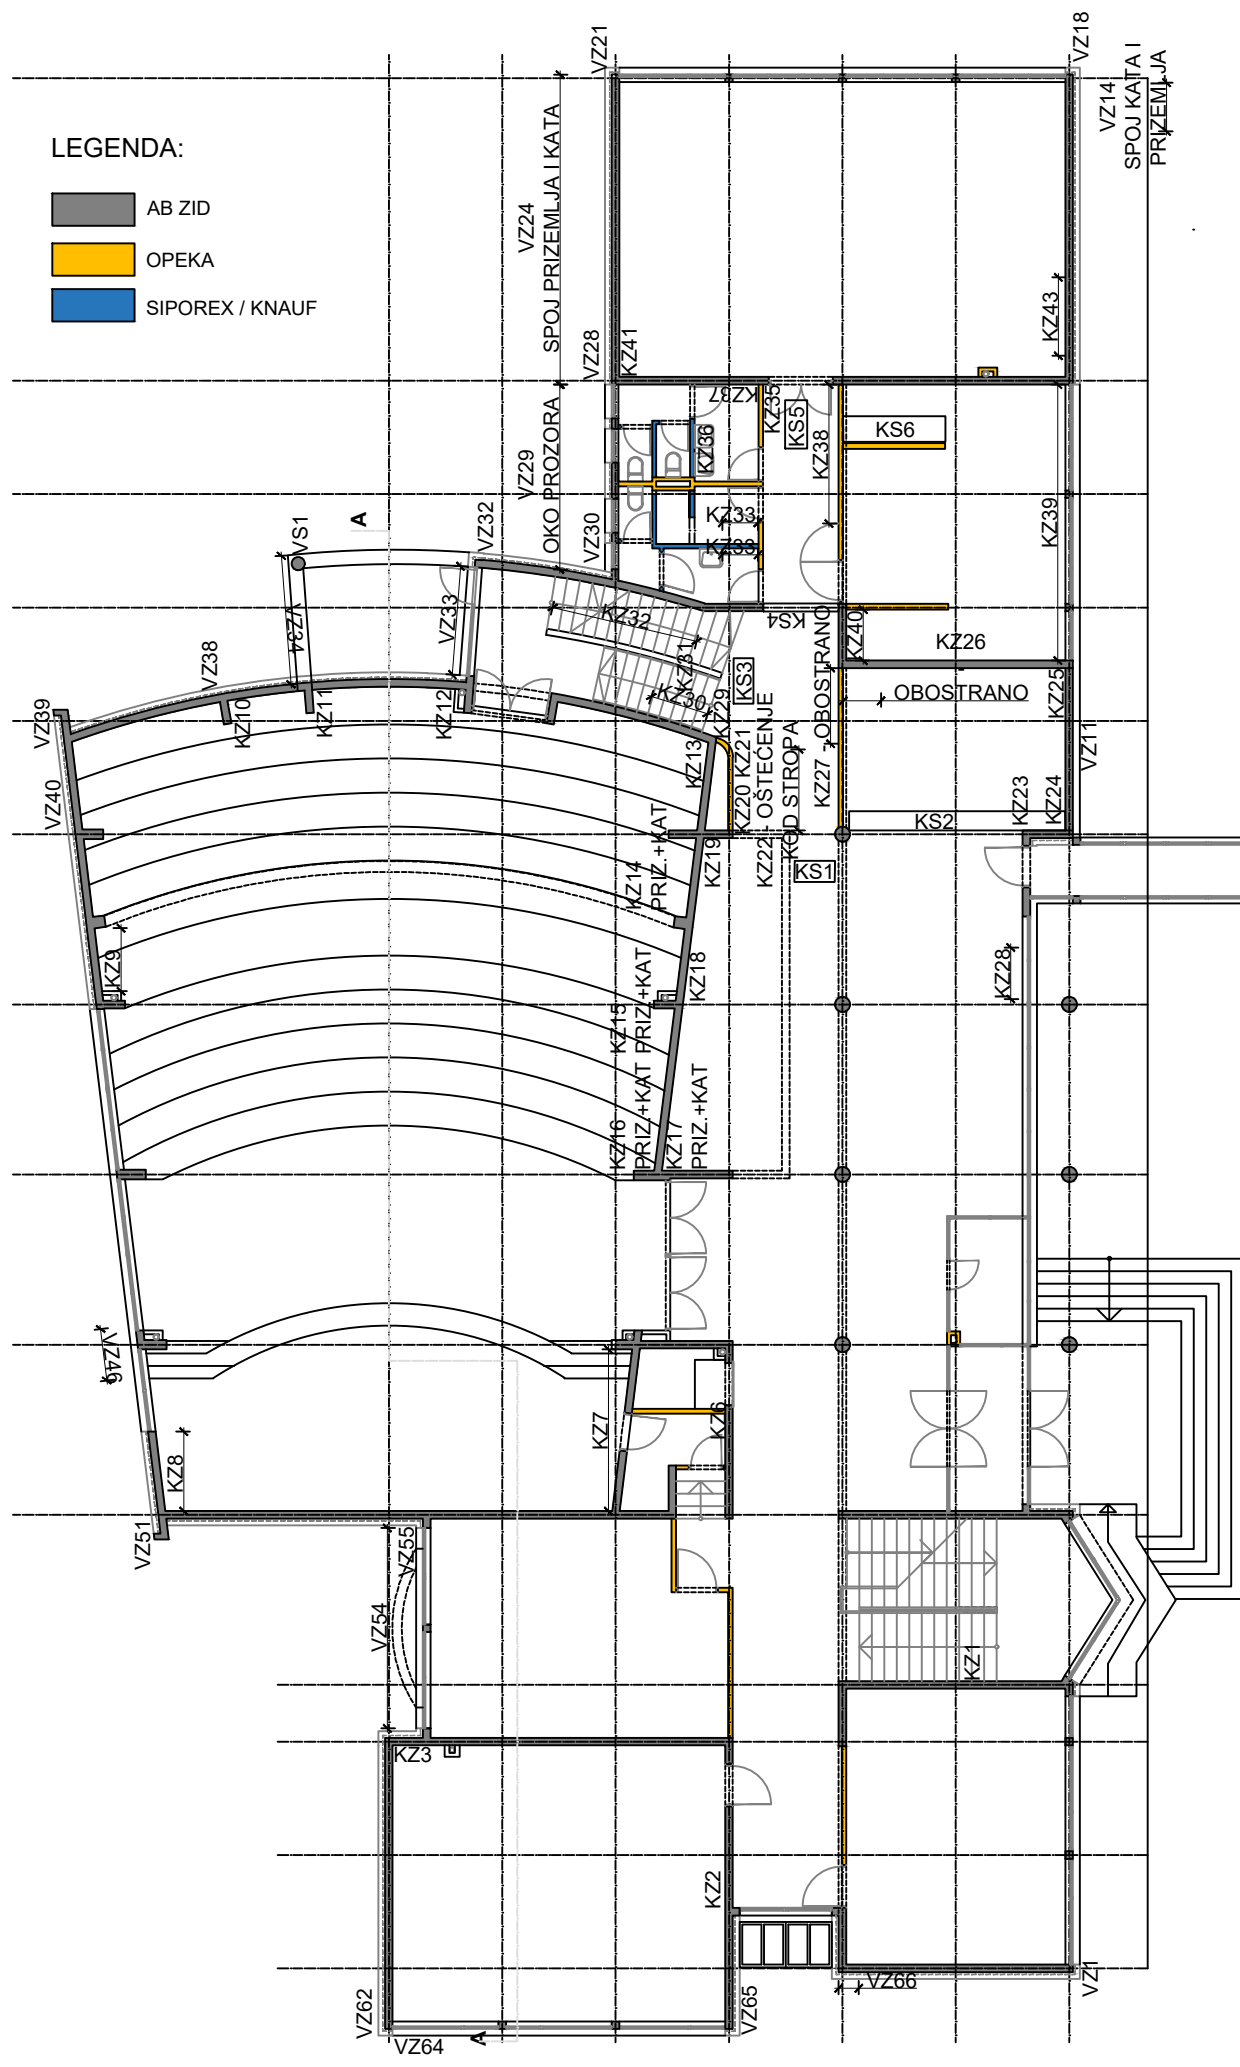 VZ21
VZ18
VZ14
SPOJ KATA I
PRIZEMLJA
LEGENDA:
AB ZID
OPEKA
SIPOREX / KNAUF
VZ24
SPOJ PRIZEMLJA I KATA
VZ28
KZ41
KZ43
KZ37
KZ35
KS5
KS6
KZ36
KZ38
KZ39
VZ29
OKO PROZORA
VZ30
KZ33
KZ33
A
VS1
VZ32
VZ33
VZ34
KZ32
KS4
KZ40
KZ26
KZ31
KZ30
KS3
KZ29
VZ38
VZ39
KZ10
KZ11
KZ12
KZ13
KZ20 KZ21
KZ22 - OŠTEĆENJE
KOD STROPA
KZ27 - OBOSTRANO
OBOSTRANO
KZ25
VZ11
KZ23
KZ24
KS2
VZ40
KZ14
PRIZ.+KAT
KZ19
KS1
KZ9
KZ18
KZ28
KZ15
PRIZ.+KAT
KZ16
PRIZ.+KAT
KZ17
PRIZ.+KAT
VZ46
KZ7
KZ6
KZ8
VZ51
VZ55
VZ54
KZ1
KZ3
KZ2
VZ66
VZ1
VZ62
VZ64
A
VZ65